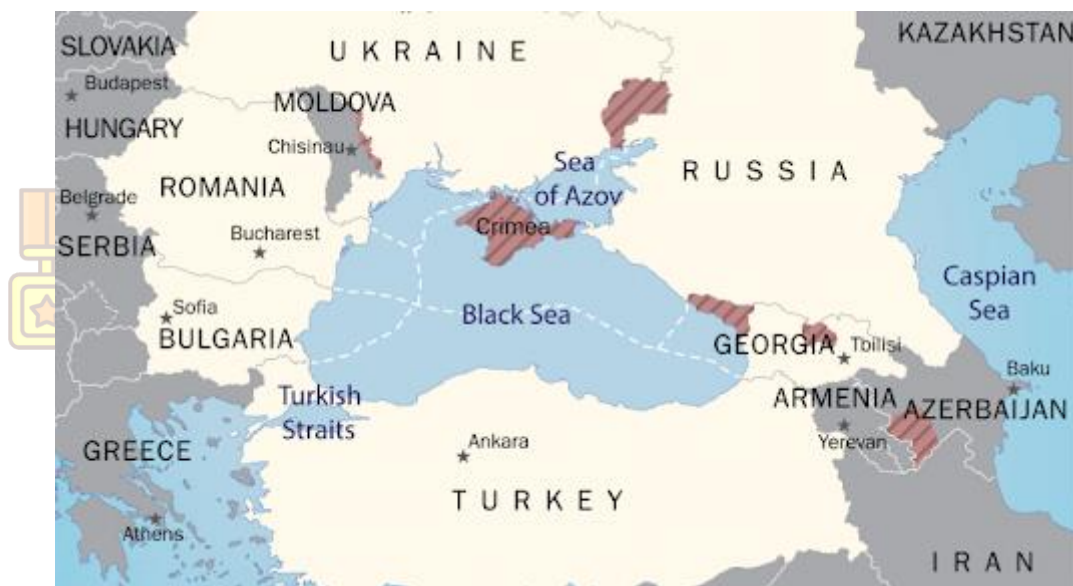 KAZAKHSTAN
SLOVAKIA
UKRAINE
Budapest
MOLDOVA
HUNGARY
Chisinau
Sea
of Azov
RUSSIA
ROMANIA
Belgrade
Crimea
Bucharest
SERBIA
Caspian
Sea
Sofia
Black Sea
BULGARIA
GEORGIA
Toilisi
Baku
Turkish
Straits
ARMENIA
AZERBAIJAN
Ankara
Yerevan
GREECE
TURKEY
Athens
IRAN